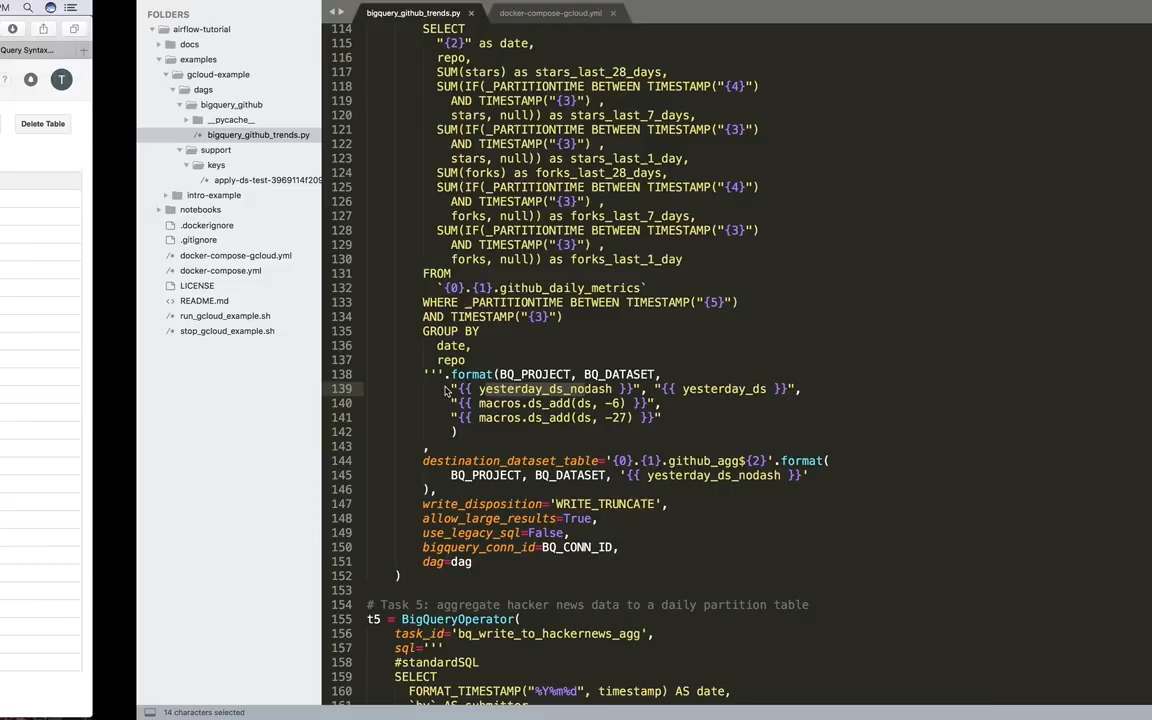 PM
Query Syntax...
+
?
T
Delete Table
FOLDERS
airflow-tutorial
docs
examples
gcloud-example
dags
bigquery_github
__pycache__
/* bigquery_github_trends.py
support
keys
/* apply-ds-test-3969114f209
intro-example
notebooks
.dockerignore
.gitignore
/* docker-compose-gcloud.yml
/* docker-compose.yml
LICENSE
<> README.md
/* run_gcloud_example.sh
/* stop_gcloud_example.sh
14 characters selected
bigquery_github_trends.py × docker-compose-gcloud.yml ×
114 SELECT
115 "{2}" as date,
116 repo,
117 SUM(stars) as stars_last_28_days,
118 SUM(IF(_PARTITIONTIME BETWEEN TIMESTAMP("{4}")
119 AND TIMESTAMP("{3}") ,
120 stars, null)) as stars_last_7_days,
121 SUM(IF(_PARTITIONTIME BETWEEN TIMESTAMP("{3}")
122 AND TIMESTAMP("{3}") ,
123 stars, null)) as stars_last_1_day,
124 SUM(forks) as forks_last_28_days,
125 SUM(IF(_PARTITIONTIME BETWEEN TIMESTAMP("{4}")
126 AND TIMESTAMP("{3}") ,
127 forks, null)) as forks_last_7_days,
128 SUM(IF(_PARTITIONTIME BETWEEN TIMESTAMP("{3}")
129 AND TIMESTAMP("{3}") ,
130 forks, null)) as forks_last_1_day
131 FROM
132 `{0}.{1}.github_daily_metrics`
133 WHERE _PARTITIONTIME BETWEEN TIMESTAMP("{5}")
134 AND TIMESTAMP("{3}")
135 GROUP BY
136 date,
137 repo
138 '''.format(BQ_PROJECT, BQ_DATASET,
139 "{{ yesterday_ds_nodash }}", "{{ yesterday_ds }}",
140 "{{ macros.ds_add(ds, -6) }}",
141 "{{ macros.ds_add(ds, -27) }}"
142 )
143 ,
144 destination_dataset_table='{0}.{1}.github_agg${2}'.format(
145 BQ_PROJECT, BQ_DATASET, '{{ yesterday_ds_nodash }}'
146 ),
147 write_disposition='WRITE_TRUNCATE',
148 allow_large_results=True,
149 use_legacy_sql=False,
150 bigquery_conn_id=BQ_CONN_ID,
151 dag=dag
152 )
153
154 # Task 5: aggregate hacker news data to a daily partition table
155 t5 = BigQueryOperator(
156 task_id='bq_write_to_hackernews_agg',
157 sql='''
158 #standardSQL
159 SELECT
160 FORMAT_TIMESTAMP("%Y%m%d", timestamp) AS date,
161 `by` AS submitter,